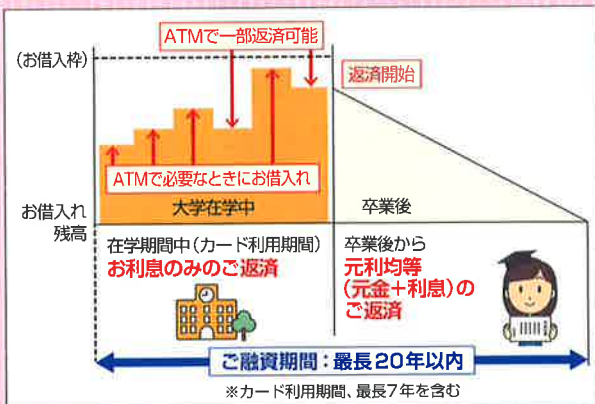 ATMで一部返済可能
(お借入枠)
返済開始
ATMで必要なときにお借入れ
お借入れ
残高
大学在学中
卒業後
在学期間中(カード利用期間)
お利息のみのご返済
卒業後から
元利均等
(元金+利息)の
ご返済
ご融資期間:最長20年以内
※カード利用期間、最長7年を含む